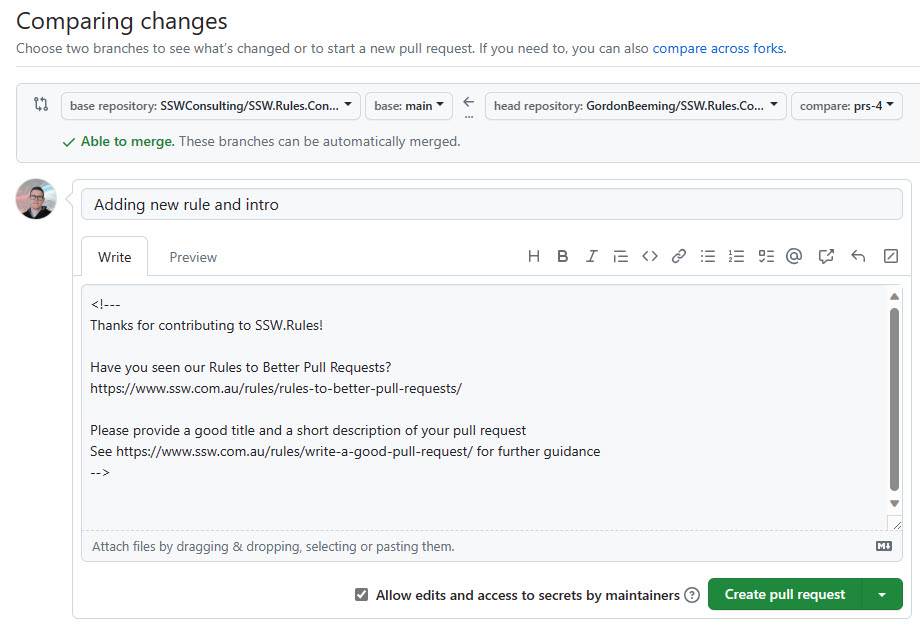 Comparing changes
Choose two branches to see what's changed or to start a new pull request. If you need to, you can also compare across forks.
base repository: SSWConsulting/SSW.Rules.Con... base: main ... head repository: GordonBeeming/SSW.Rules.Co... compare: prs-4
Able to merge. These branches can be automatically merged.
Adding new rule and intro
Write Preview
<!---
Thanks for contributing to SSW.Rules!
Have you seen our Rules to Better Pull Requests?
https://www.ssw.com.au/rules/rules-to-better-pull-requests/
Please provide a good title and a short description of your pull request
See https://www.ssw.com.au/rules/write-a-good-pull-request/ for further guidance
-->
Attach files by dragging & dropping, selecting or pasting them.
Allow edits and access to secrets by maintainers ? Create pull request